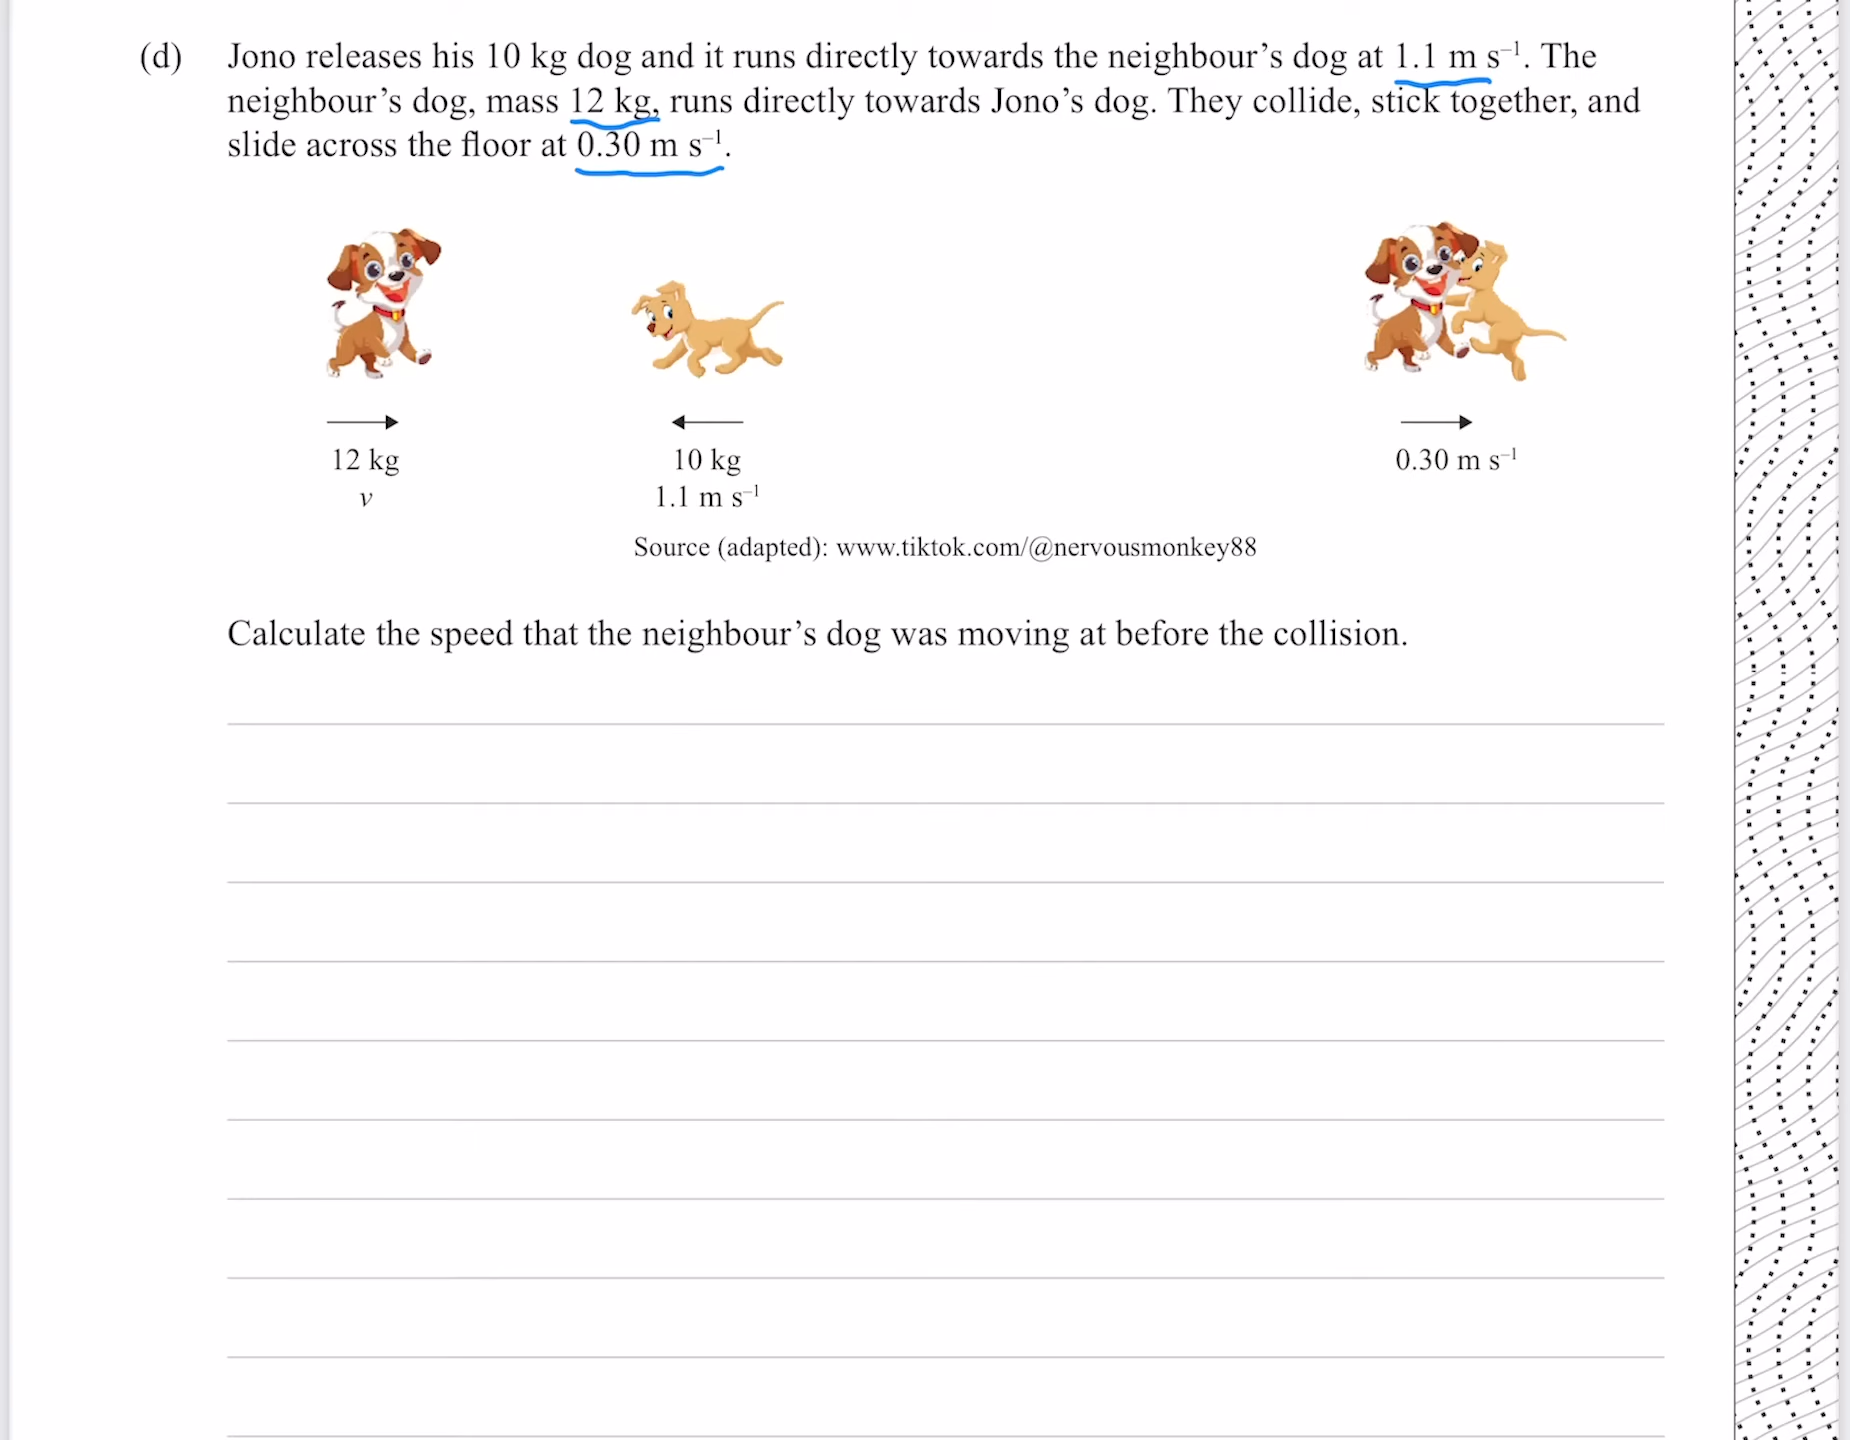 (d) Jono releases his 10 kg dog and it runs directly towards the neighbour’s dog at 1.1 m s⁻¹. The
neighbour’s dog, mass 12 kg, runs directly towards Jono’s dog. They collide, stick together, and
slide across the floor at 0.30 m s⁻¹.
12 kg
v
10 kg
1.1 m s⁻¹
0.30 m s⁻¹
Source (adapted): www.tiktok.com/@nervousmonkey88
Calculate the speed that the neighbour’s dog was moving at before the collision.